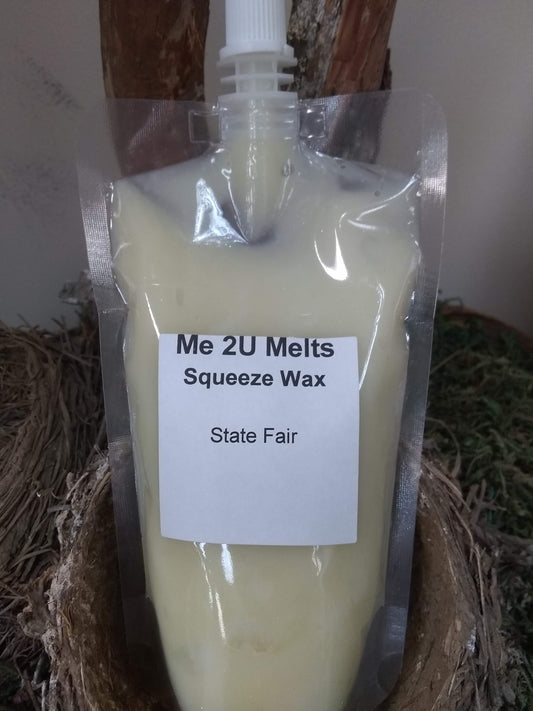 Me 2U Melts
Squeeze Wax
State Fair